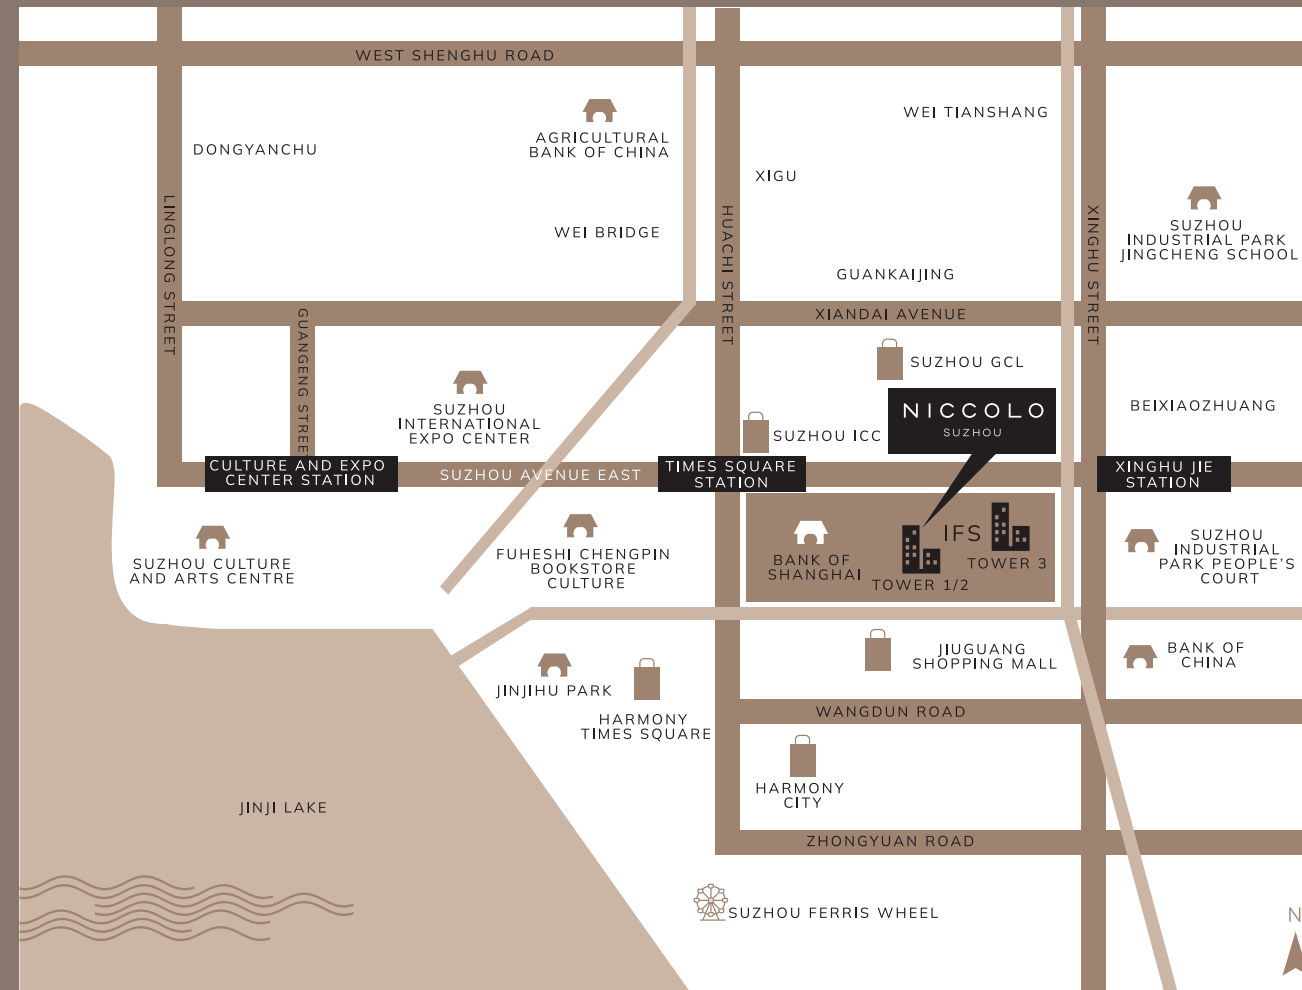 WEST SHENGHU ROAD
WEI TIANSHANG
AGRICULTURAL
BANK OF CHINA
DONGYANCHU
XIGU
LINGLONG STREET
HUACHI STREET
XINGHU STREET
SUZHOU
INDUSTRIAL PARK
JINGCHENG SCHOOL
WEI BRIDGE
GUANKAIJING
XIANDAI AVENUE
GUANGENG STREE
SUZHOU GCL
SUZHOU
INTERNATIONAL
EXPO CENTER
NICCOLO
SUZHOU
BEIXIAOZHUANG
SUZHOU ICC
CULTURE AND EXPO
CENTER STATION
SUZHOU AVENUE EAST
TIMES SQUARE
STATION
XINGHU JIE
STATION
SUZHOU CULTURE
AND ARTS CENTRE
FUHESHI CHENGPIN
BOOKSTORE
CULTURE
BANK OF
SHANGHAI
IFS
TOWER 1/2
TOWER 3
SUZHOU
INDUSTRIAL
PARK PEOPLE'S
COURT
JIUGUANG
SHOPPING MALL
BANK OF
CHINA
JINJIHU PARK
HARMONY
TIMES SQUARE
WANGDUN ROAD
HARMONY
CITY
JINJI LAKE
ZHONGYUAN ROAD
SUZHOU FERRIS WHEEL
N